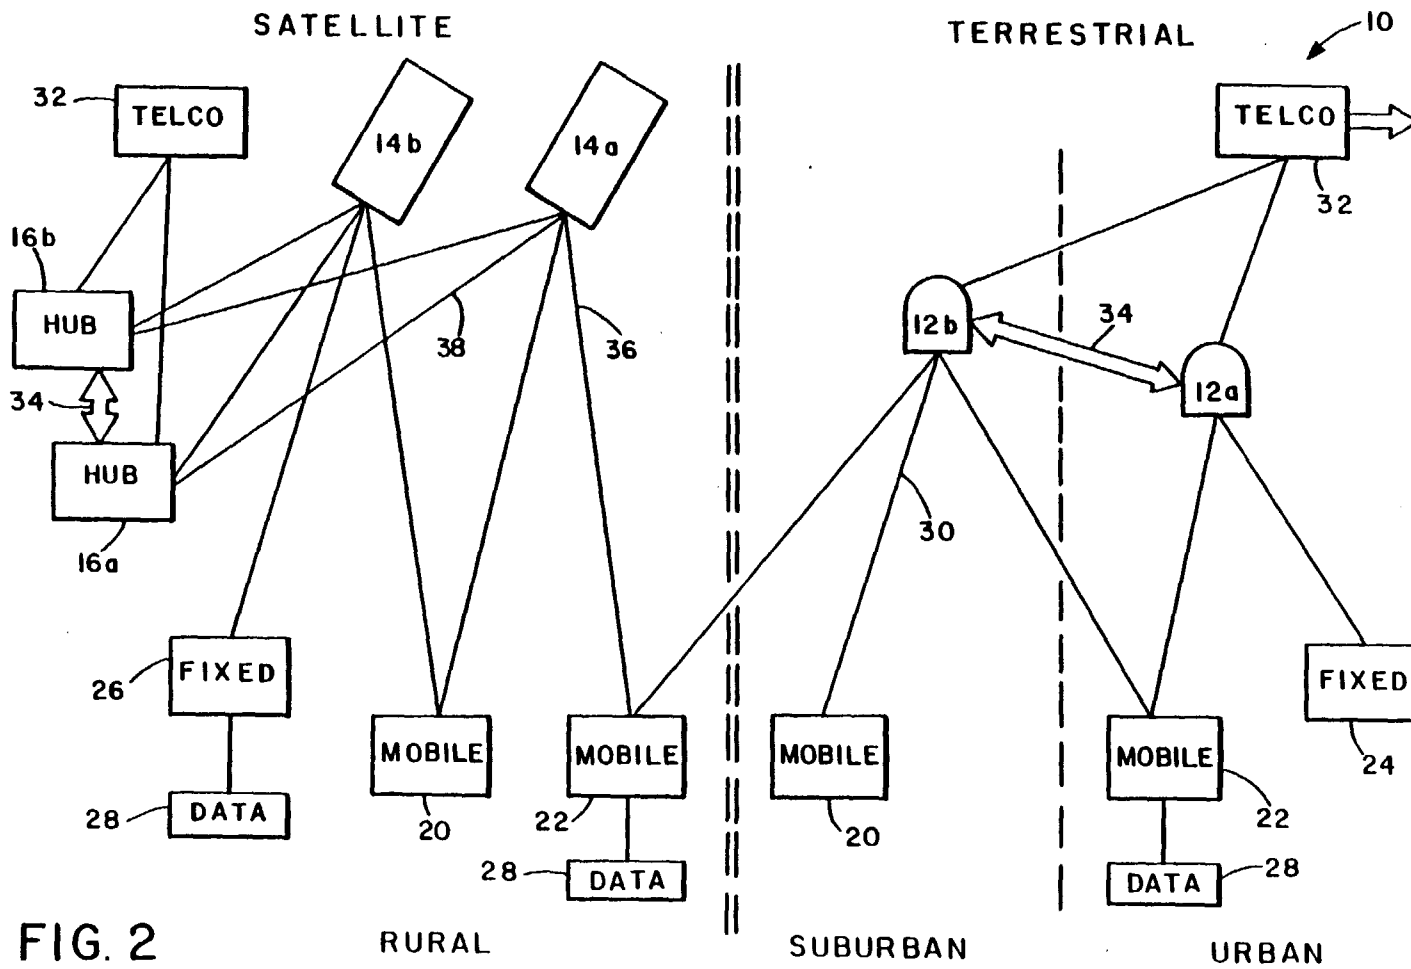 SATELLITE
TERRESTRIAL
10
32
TELCO
14b
14a
TELCO
32
16b
HUB
38
36
12b
34
12a
34
HUB
16a
30
26
FIXED
FIXED
24
MOBILE
MOBILE
MOBILE
MOBILE
28
DATA
20
22
20
22
28
DATA
DATA
28
FIG. 2
RURAL
SUBURBAN
URBAN